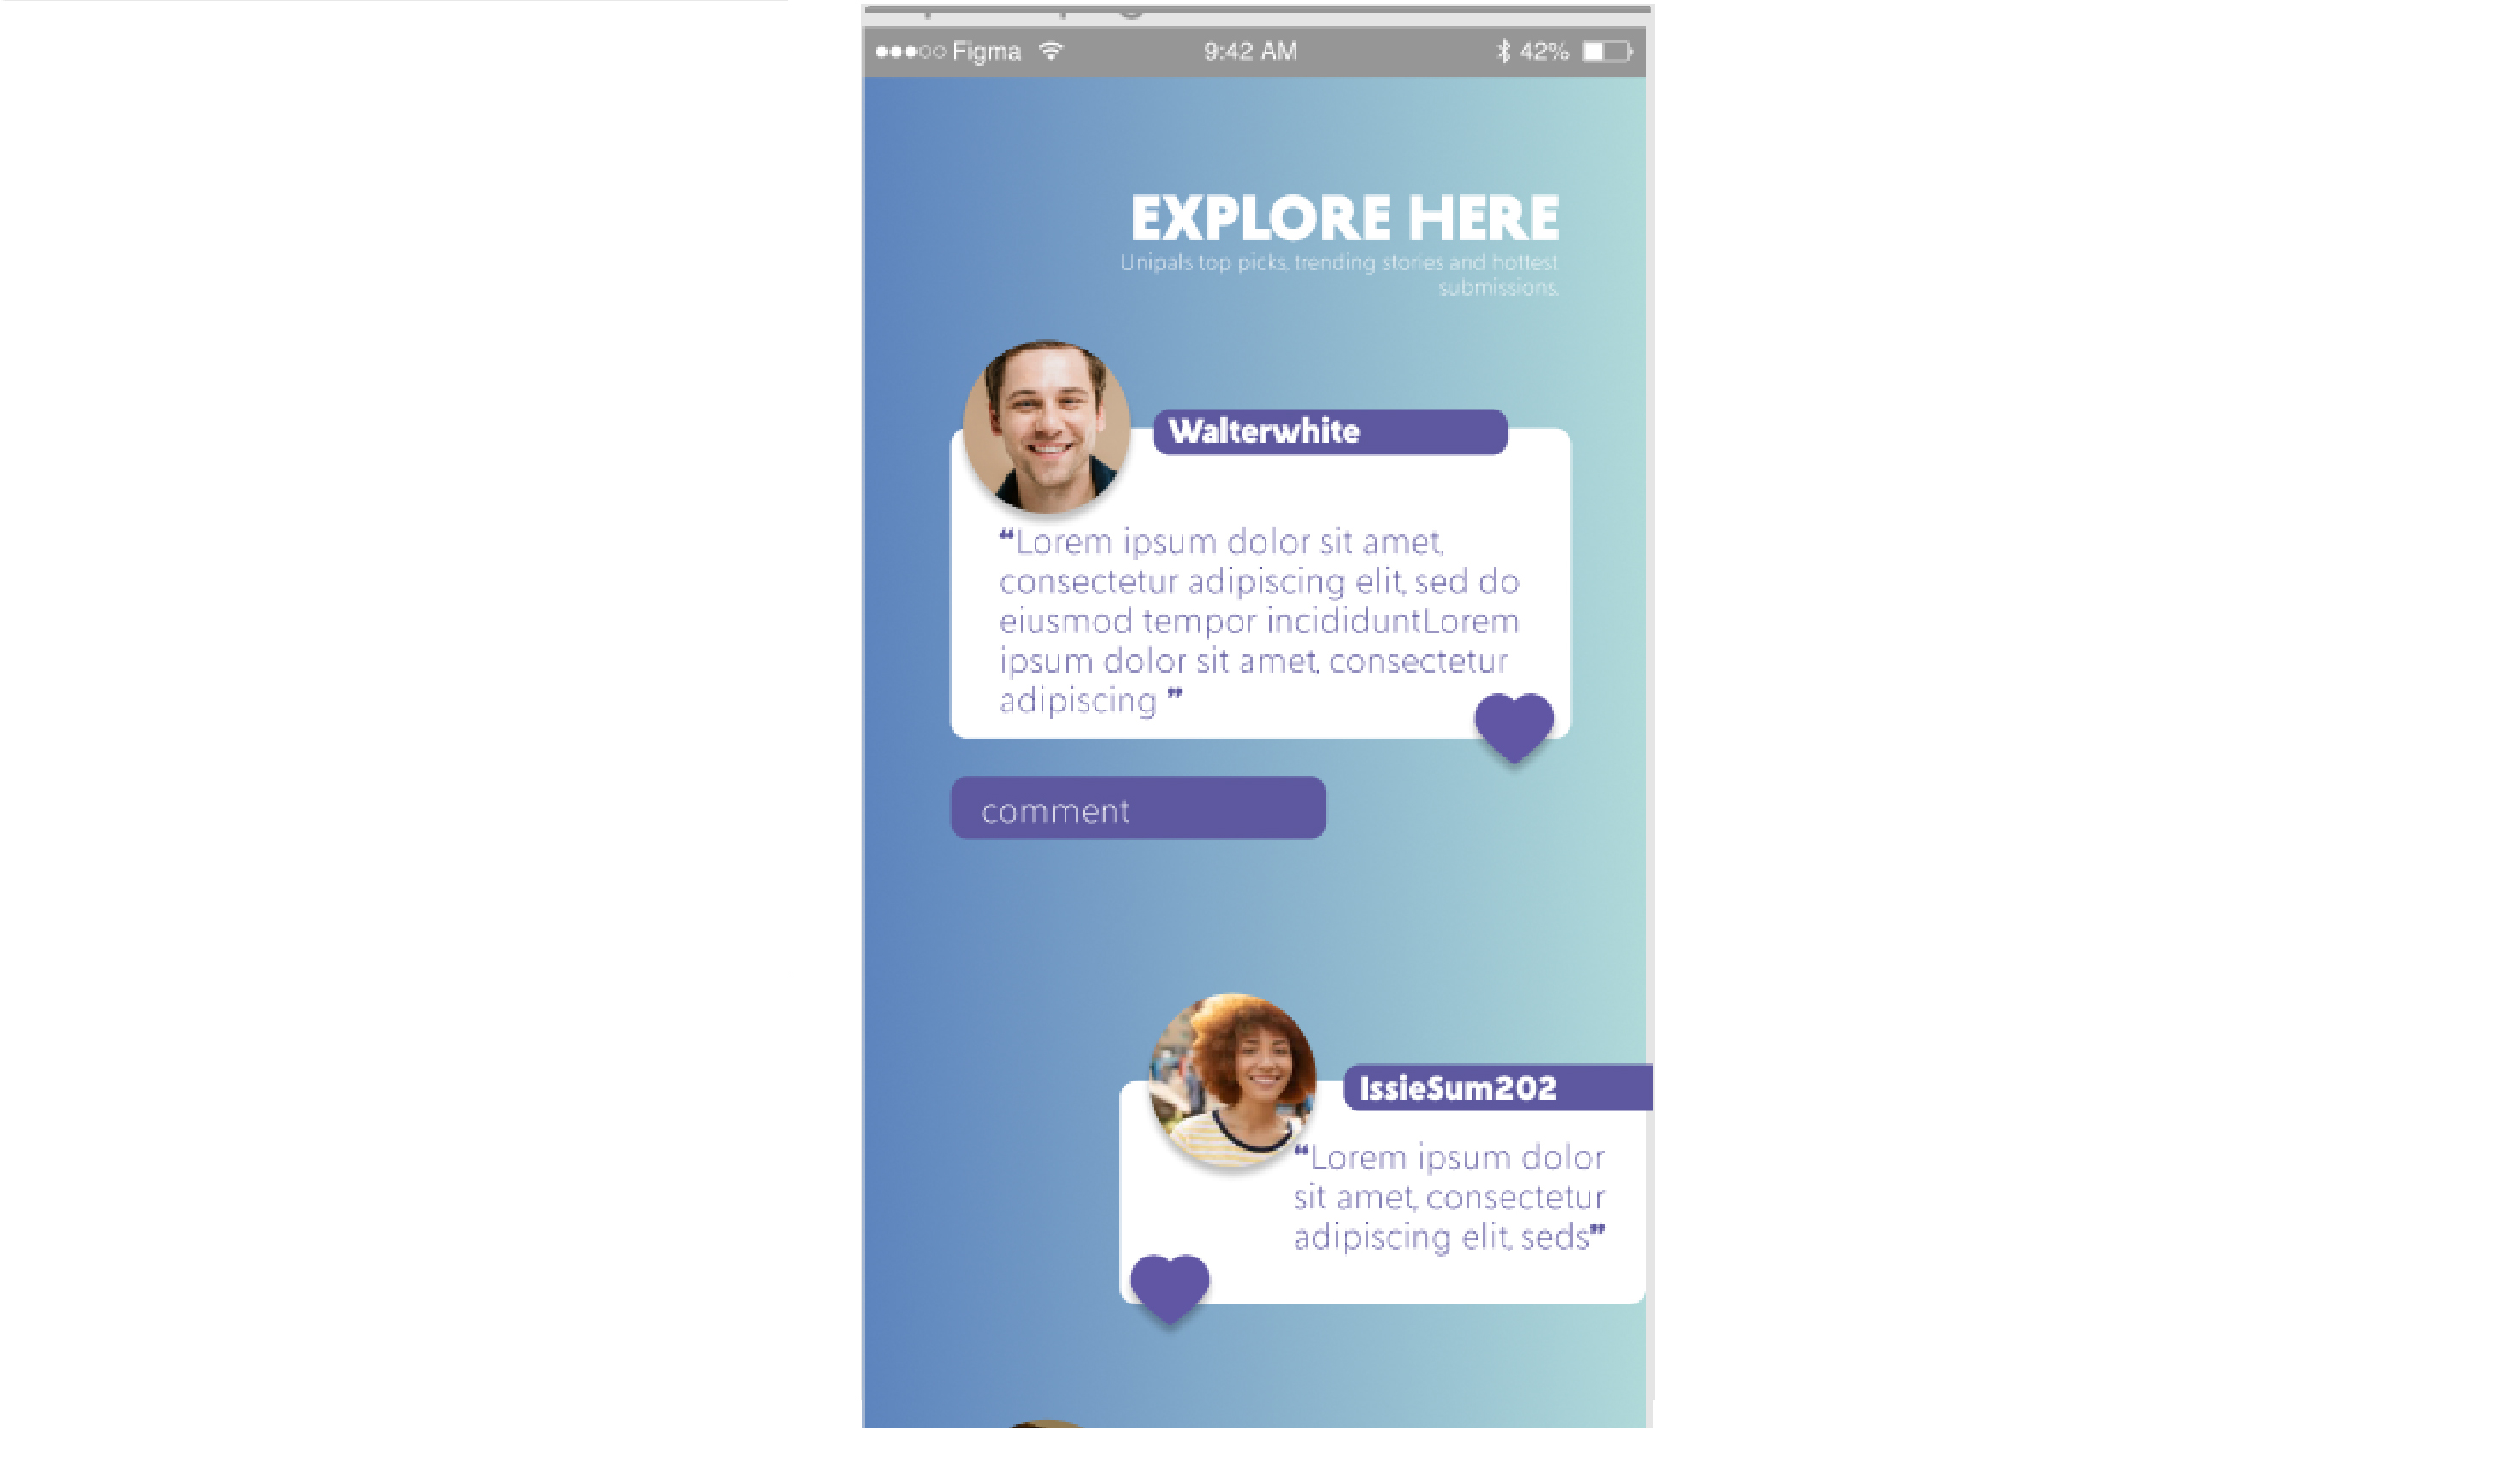 Figma 9:42 AM 42%
EXPLORE HERE
Unipals top picks, trending stories and hottest
submissions.
Walterwhite
“Lorem ipsum dolor sit amet,
consectetur adipiscing elit, sed do
eiusmod tempor incididuntLorem
ipsum dolor sit amet, consectetur
adipiscing ”
comment
IssieSum202
“Lorem ipsum dolor
sit amet, consectetur
adipiscing elit, seds”